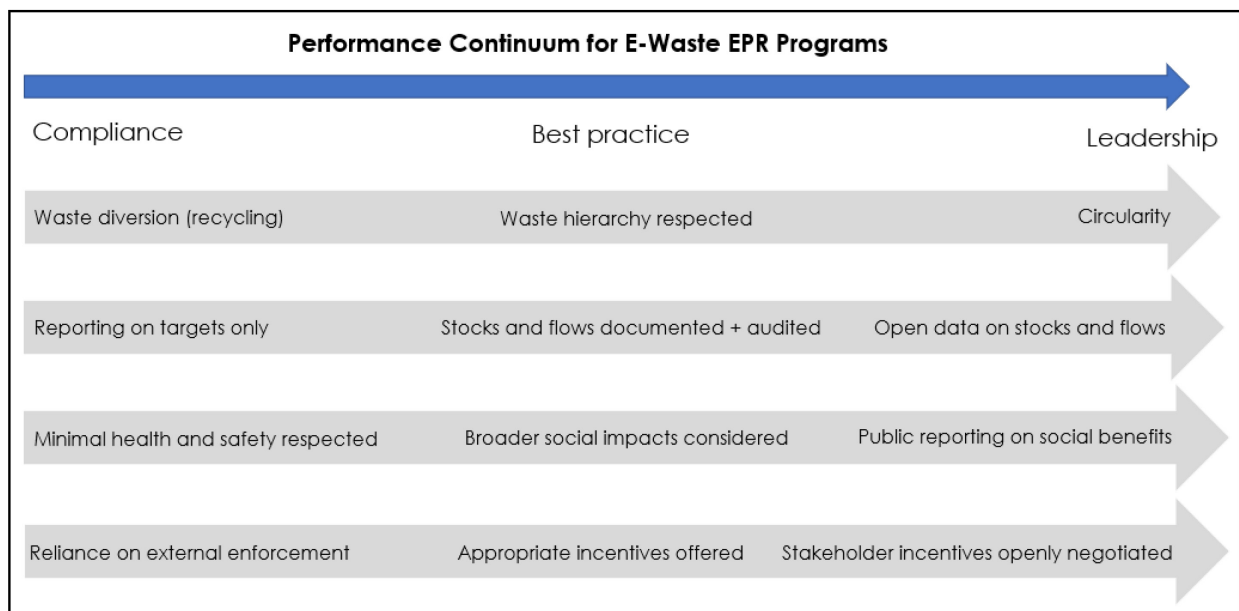 Performance Continuum for E-Waste EPR Programs
Compliance Best practice Leadership
Waste diversion (recycling) Waste hierarchy respected Circularity
Reporting on targets only Stocks and flows documented + audited Open data on stocks and flows
Minimal health and safety respected Broader social impacts considered Public reporting on social benefits
Reliance on external enforcement Appropriate incentives offered Stakeholder incentives openly negotiated